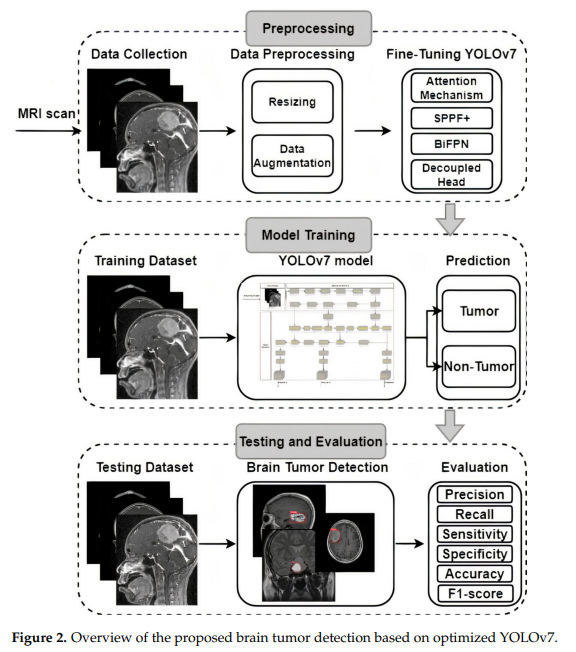 Preprocessing
Data Collection
Data Preprocessing
Fine-Tuning YOLOv7
MRI scan
Resizing
Data
Augmentation
Attention
Mechanism
SPPF+
BiFPN
Decoupled
Head
Model Training
Training Dataset
YOLOv7 model
Prediction
Tumor
Non-Tumor
Testing and Evaluation
Testing Dataset
Brain Tumor Detection
Evaluation
Precision
Recall
Sensitivity
Specificity
Accuracy
F1-score
Figure 2. Overview of the proposed brain tumor detection based on optimized YOLOv7.